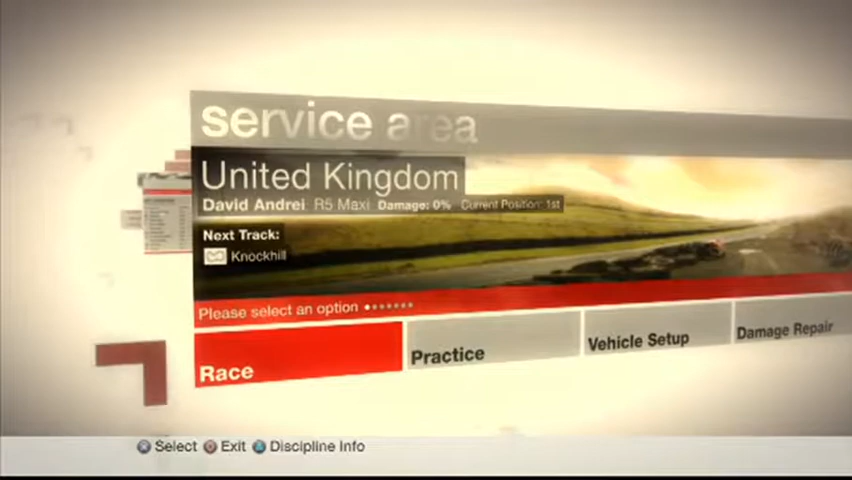 service area
United Kingdom
David Andrei R5 Maxi Damage: 0% Current Position: 1st
Next Track:
Knockhill
Please select an option
Race
Practice
Vehicle Setup
Damage Repair
Select Exit Discipline Info